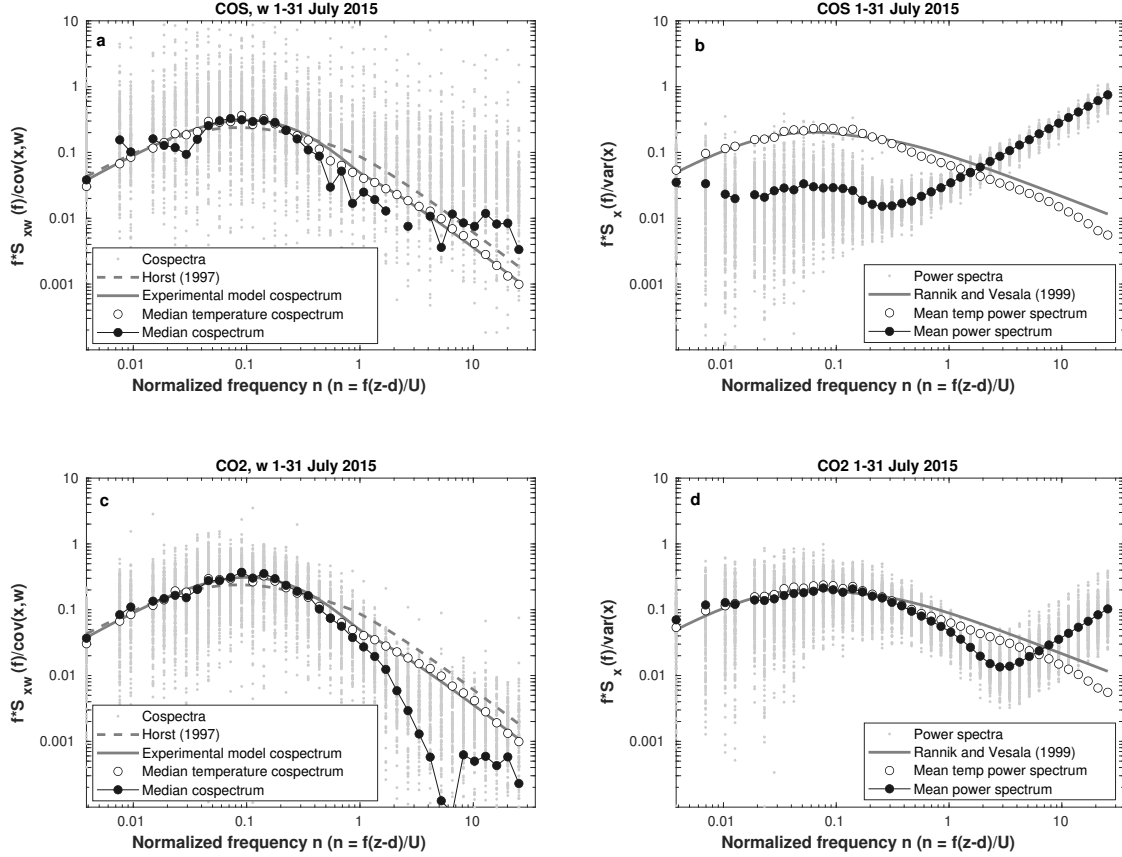 COS, w 1-31 July 2015
a
10
1
0.1
0.01
0.001
f*S xw (f)/cov(x,w)
Cospectra
Horst (1997)
Experimental model cospectrum
Median temperature cospectrum
Median cospectrum
0.01
0.1
1
10
Normalized frequency n (n = f(z-d)/U)
COS 1-31 July 2015
b
10
1
0.1
0.01
0.001
f*S x (f)/var(x)
Power spectra
Rannik and Vesala (1999)
Mean temp power spectrum
Mean power spectrum
0.01
0.1
1
10
Normalized frequency n (n = f(z-d)/U)
CO2, w 1-31 July 2015
c
10
1
0.1
0.01
0.001
f*S xw (f)/cov(x,w)
Cospectra
Horst (1997)
Experimental model cospectrum
Median temperature cospectrum
Median cospectrum
0.01
0.1
1
10
Normalized frequency n (n = f(z-d)/U)
CO2 1-31 July 2015
d
10
1
0.1
0.01
0.001
f*S x (f)/var(x)
Power spectra
Rannik and Vesala (1999)
Mean temp power spectrum
Mean power spectrum
0.01
0.1
1
10
Normalized frequency n (n = f(z-d)/U)